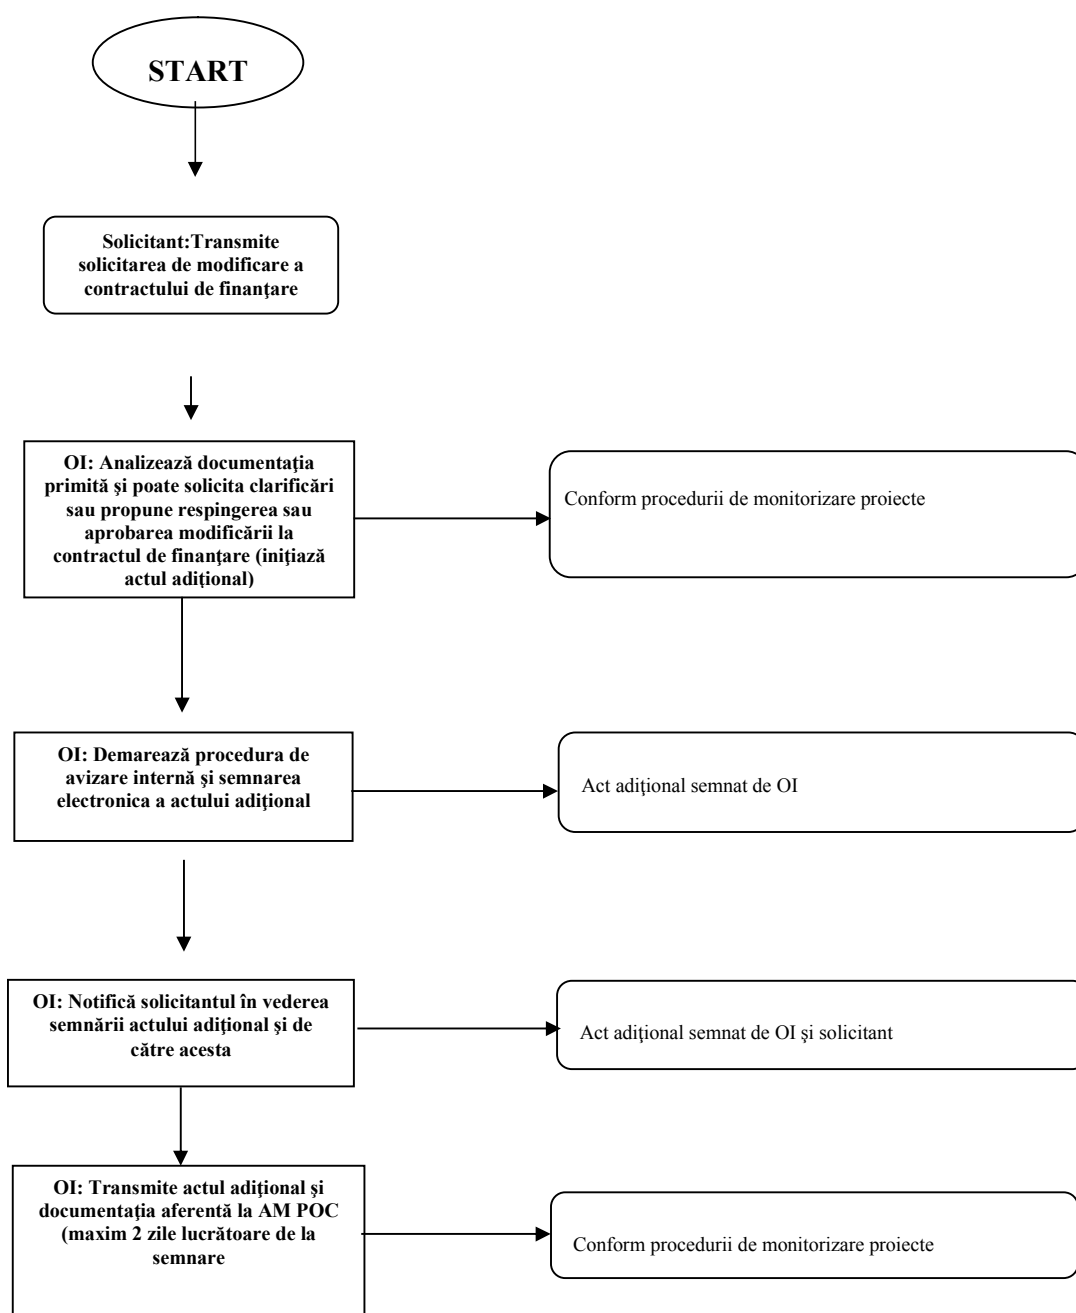 START
Solicitant:Transmite
solicitarea de modificare a
contractului de finanţare
OI: Analizează documentaţia
primită şi poate solicita clarificări
sau propune respingerea sau
aprobarea modificării la
contractul de finanţare (iniţiază
actul adiţional)
Conform procedurii de monitorizare proiecte
OI: Demarează procedura de
avizare internă şi semnarea
electronica a actului adiţional
Act adiţional semnat de OI
OI: Notifică solicitantul în vederea
semnării actului adiţional şi de
către acesta
Act adiţional semnat de OI şi solicitant
OI: Transmite actul adiţional şi
documentaţia aferentă la AM POC
(maxim 2 zile lucrătoare de la
semnare
Conform procedurii de monitorizare proiecte